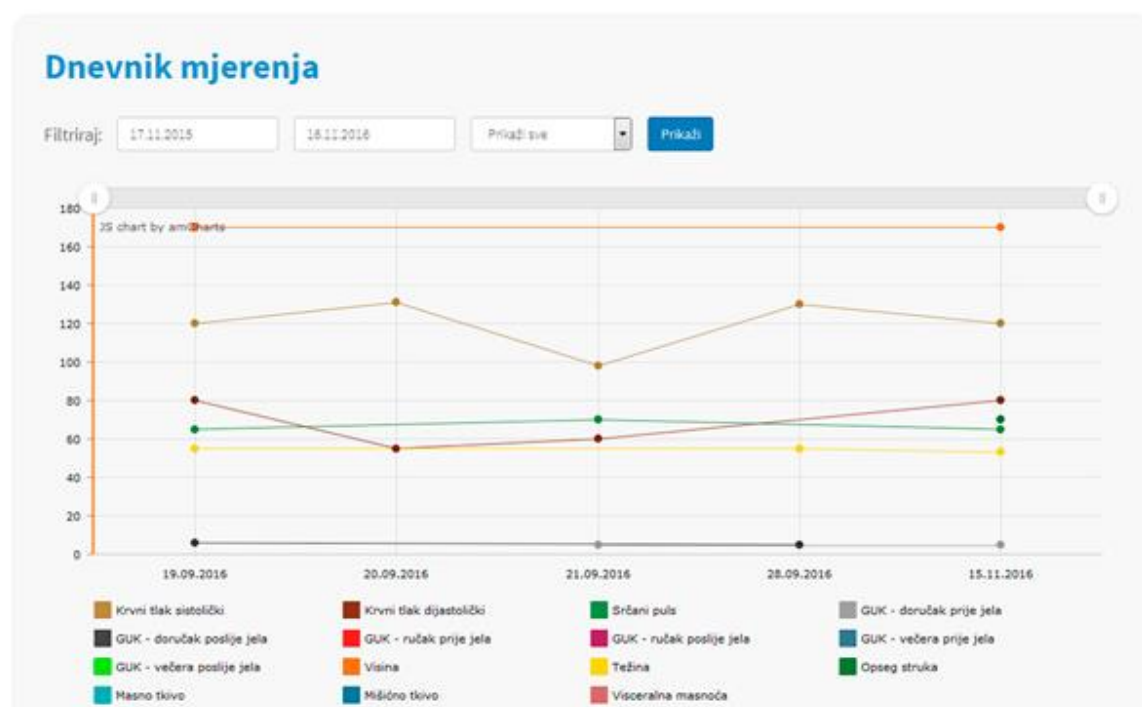 Dnevnik mjerenja
Filtriraj: 17.11.2015 16.11.2016 Prikaži sve Prikaži
180
JS chart by amCharts
160
140
120
100
80
60
40
20
0
19.09.2016 20.09.2016 21.09.2016 28.09.2016 15.11.2016
Krvni tlak sistolički Krvni tlak dijastolički Srčani puls GUK - doručak prije jela
GUK - doručak poslije jela GUK - ručak prije jela GUK - ručak poslije jela GUK - večera prije jela
GUK - večera poslije jela Visina Težina Opseg struka
Masno tkivo Mišićno tkivo Visceralna masnoća